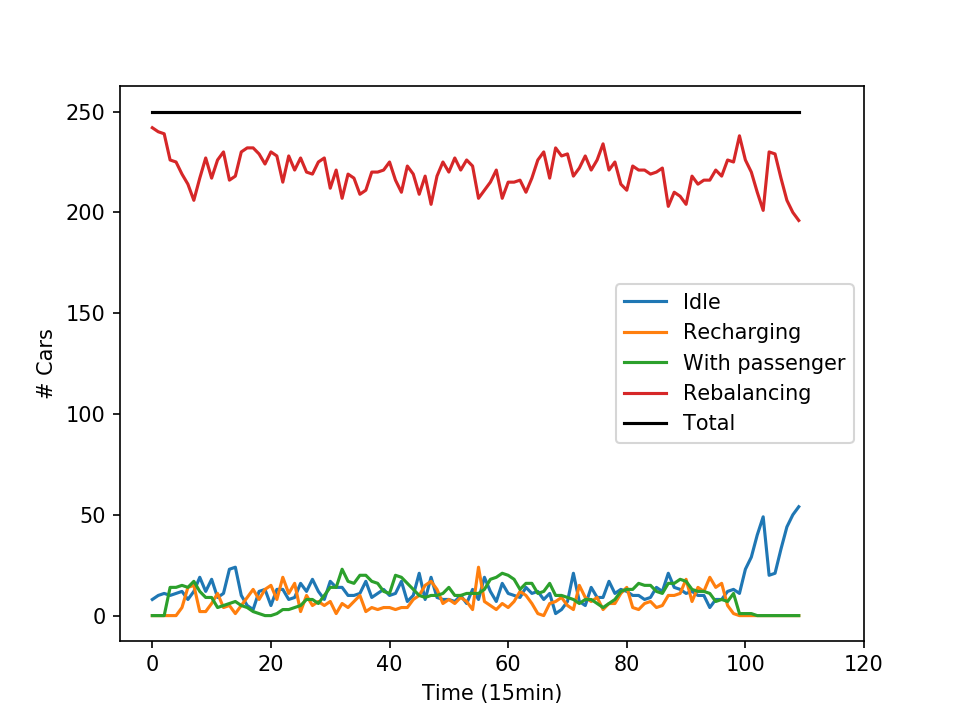 250
200
150
100
50
0
# Cars
Idle
Recharging
With passenger
Rebalancing
Total
0 20 40 60 80 100 120
Time (15min)